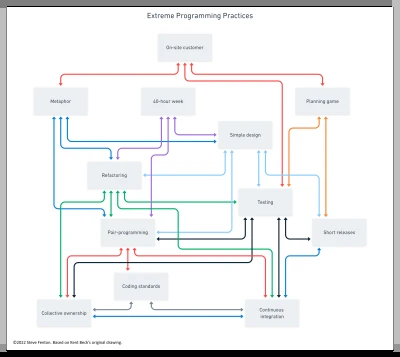 Extreme Programming Practices
On-site customer
Metaphor
40-hour week
Planning game
Simple design
Refactoring
Testing
Pair-programming
Short releases
Coding standards
Collective ownership
Continuous
integration
©2022 Steve Fenton. Based on Kent Beck's original drawing.